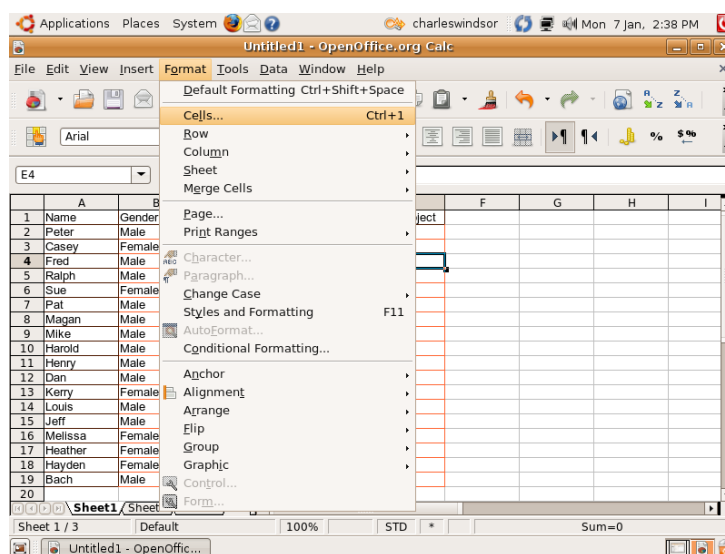 Applications Places System charleswindsor Mon 7 Jan, 2:38 PM
Untitled1 - OpenOffice.org Calc
File Edit View Insert Format Tools Data Window Help
Default Formatting Ctrl+Shift+Space
Cells... Ctrl+1
Row
Column
Sheet
Merge Cells
Page...
Print Ranges
Character...
Paragraph...
Change Case
Styles and Formatting F11
AutoFormat...
Conditional Formatting...
Anchor
Alignment
Arrange
Flip
Group
Graphic
Control...
Form...
Arial
E4
A B F G H I
1 Name Gender ject
2 Peter Male
3 Casey Female
4 Fred Male
5 Ralph Male
6 Sue Female
7 Pat Male
8 Magan Male
9 Mike Male
10 Harold Male
11 Henry Male
12 Dan Male
13 Kerry Female
14 Louis Male
15 Jeff Male
16 Melissa Female
17 Heather Female
18 Hayden Female
19 Bach Male
20
Sheet1 Sheet
Sheet 1 / 3 Default 100% STD * Sum=0
Untitled1 - OpenOffic...